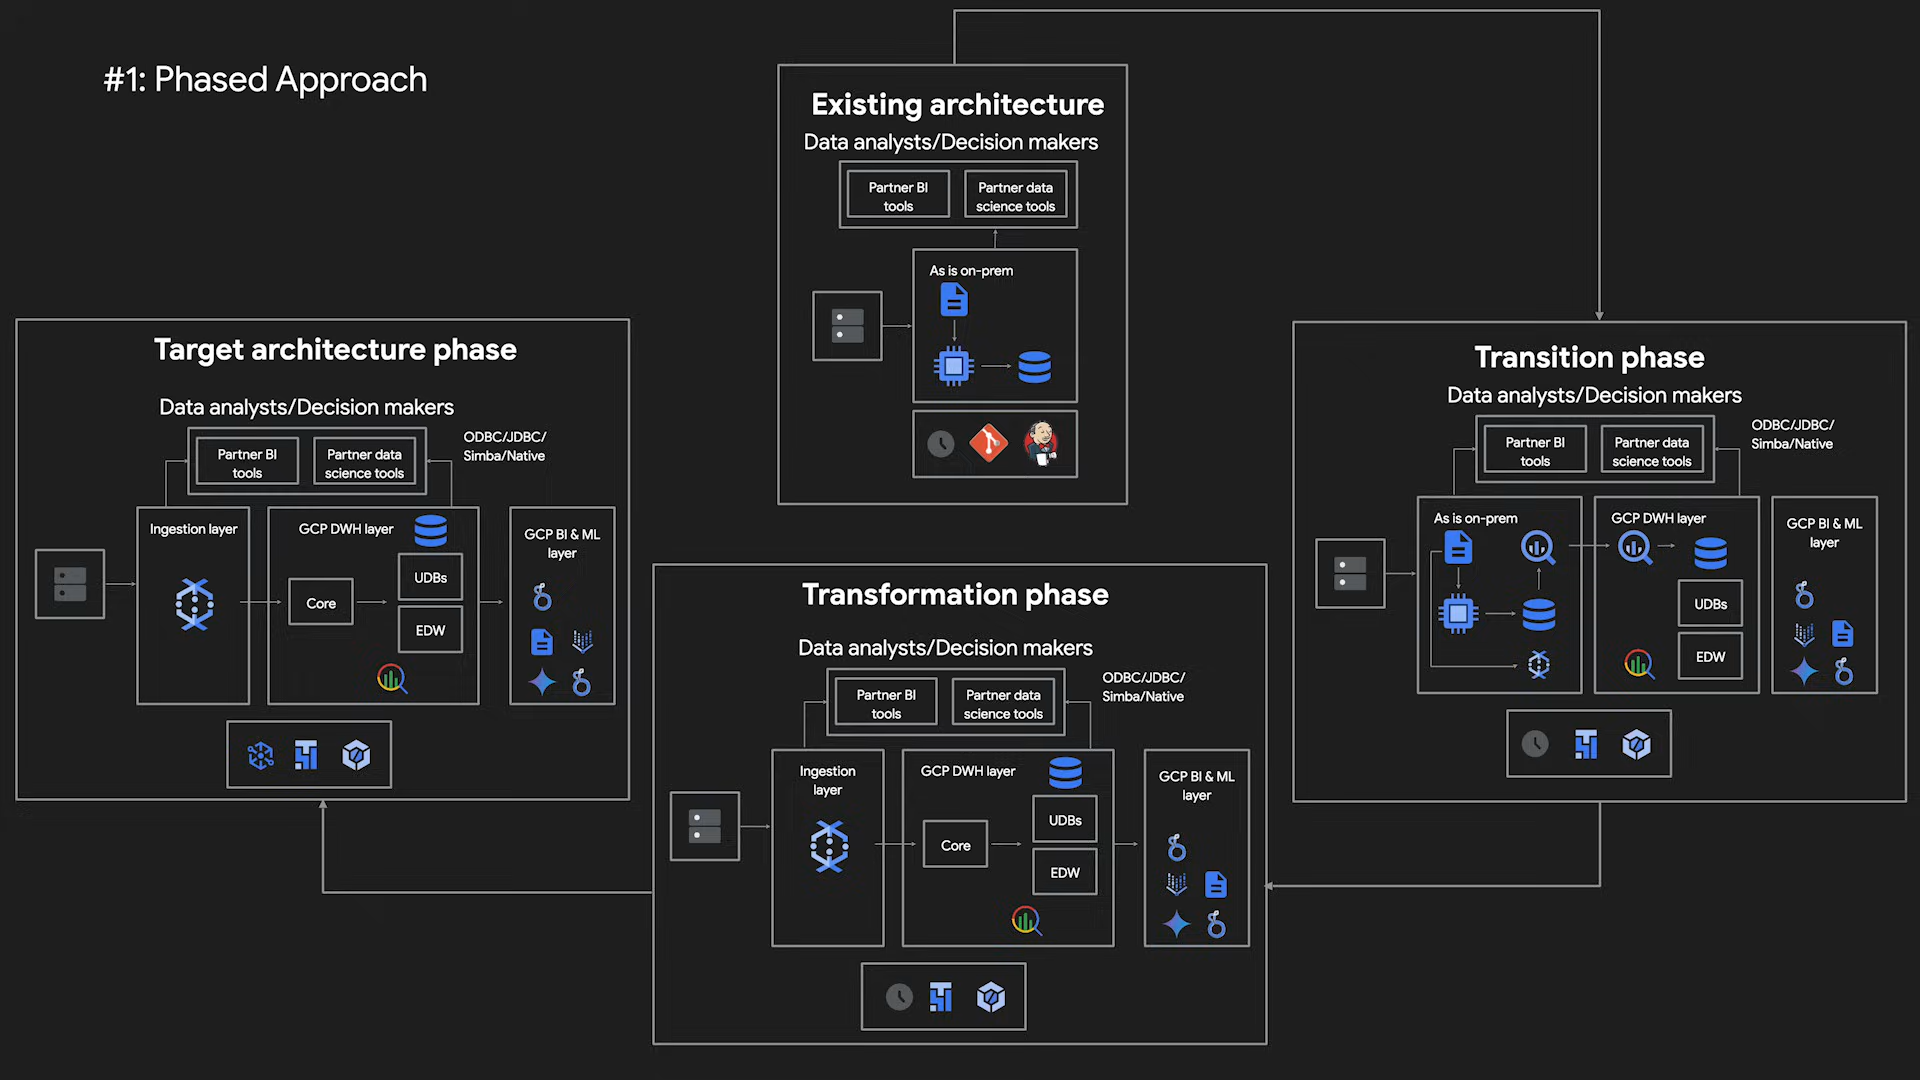 #1: Phased Approach
Existing architecture
Data analysts/Decision makers
Partner BI
tools
Partner data
science tools
As is on-prem
Transition phase
Data analysts/Decision makers
Partner BI
tools
Partner data
science tools
ODBC/JDBC/
Simba/Native
As is on-prem
GCP DWH layer
UDBs
EDW
GCP BI & ML
layer
Transformation phase
Data analysts/Decision makers
Partner BI
tools
Partner data
science tools
ODBC/JDBC/
Simba/Native
Ingestion
layer
GCP DWH layer
Core
UDBs
EDW
GCP BI & ML
layer
Target architecture phase
Data analysts/Decision makers
Partner BI
tools
Partner data
science tools
ODBC/JDBC/
Simba/Native
Ingestion layer
GCP DWH layer
Core
UDBs
EDW
GCP BI & ML
layer